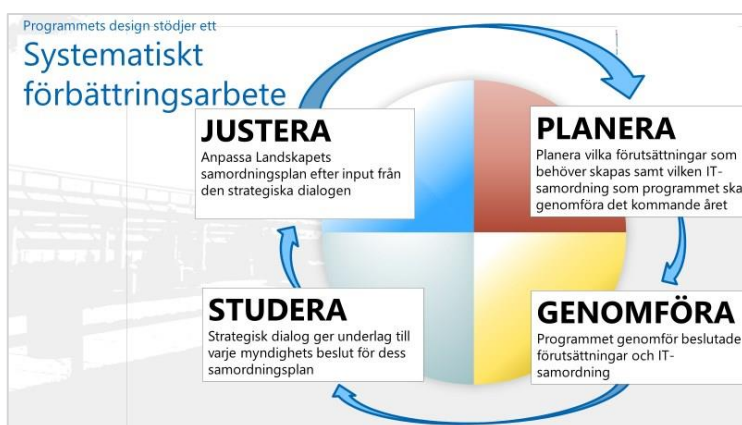 Programmets design stödjer ett
Systematiskt
förbättringsarbete
JUSTERA
Anpassa Landskapets
samordningsplan efter input från
den strategiska dialogen
PLANERA
Planera vilka förutsättningar som
behöver skapas samt vilken IT-
samordning som programmet ska
genomföra det kommande året
STUDERA
Strategisk dialog ger underlag till
varje myndighets beslut för dess
samordningsplan
GENOMFÖRA
Programmet genomför beslutade
förutsättningar och IT-
samordning